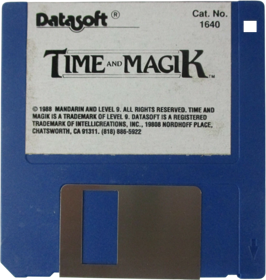 Datasoft ®
Cat. No.
1640
TIME AND MAGIK™
© 1988 MANDARIN AND LEVEL 9. ALL RIGHTS RESERVED. TIME AND
MAGIK IS A TRADEMARK OF LEVEL 9. DATASOFT IS A REGISTERED
TRADEMARK OF INTELLICREATIONS, INC., 19808 NORDHOFF PLACE,
CHATSWORTH, CA 91311. (818) 886-5922